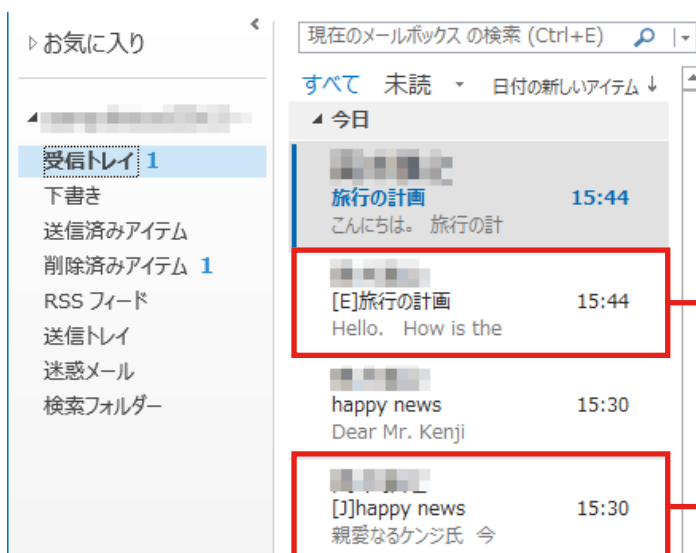 お気に入り
受信トレイ 1
下書き
送信済みアイテム
削除済みアイテム 1
RSS フィード
送信トレイ
迷惑メール
検索フォルダー
現在のメールボックス の検索 (Ctrl+E)
すべて 未読 日付の新しいアイテム ↓
今日
旅行の計画 15:44
こんにちは。 旅行の計
[E]旅行の計画 15:44
Hello. How is the
happy news 15:30
Dear Mr. Kenji
[J]happy news 15:30
親愛なるケンジ氏 今